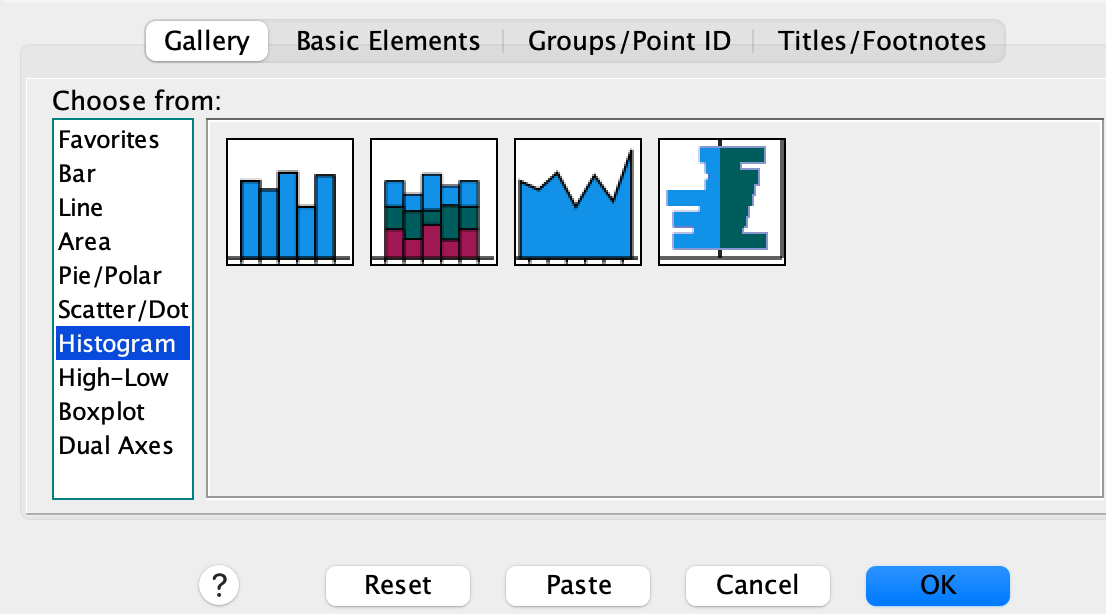 Gallery Basic Elements Groups/Point ID Titles/Footnotes
Choose from:
Favorites
Bar
Line
Area
Pie/Polar
Scatter/Dot
Histogram
High-Low
Boxplot
Dual Axes
? Reset Paste Cancel OK